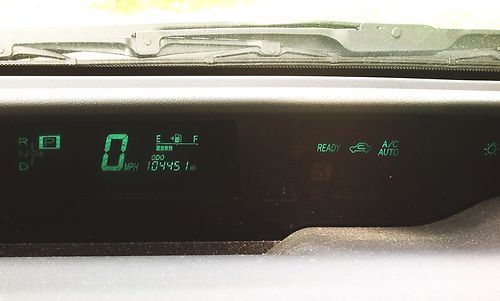 R P
N
D
0 MPH
E F
ODO
104451 MI
READY
A/C
AUTO